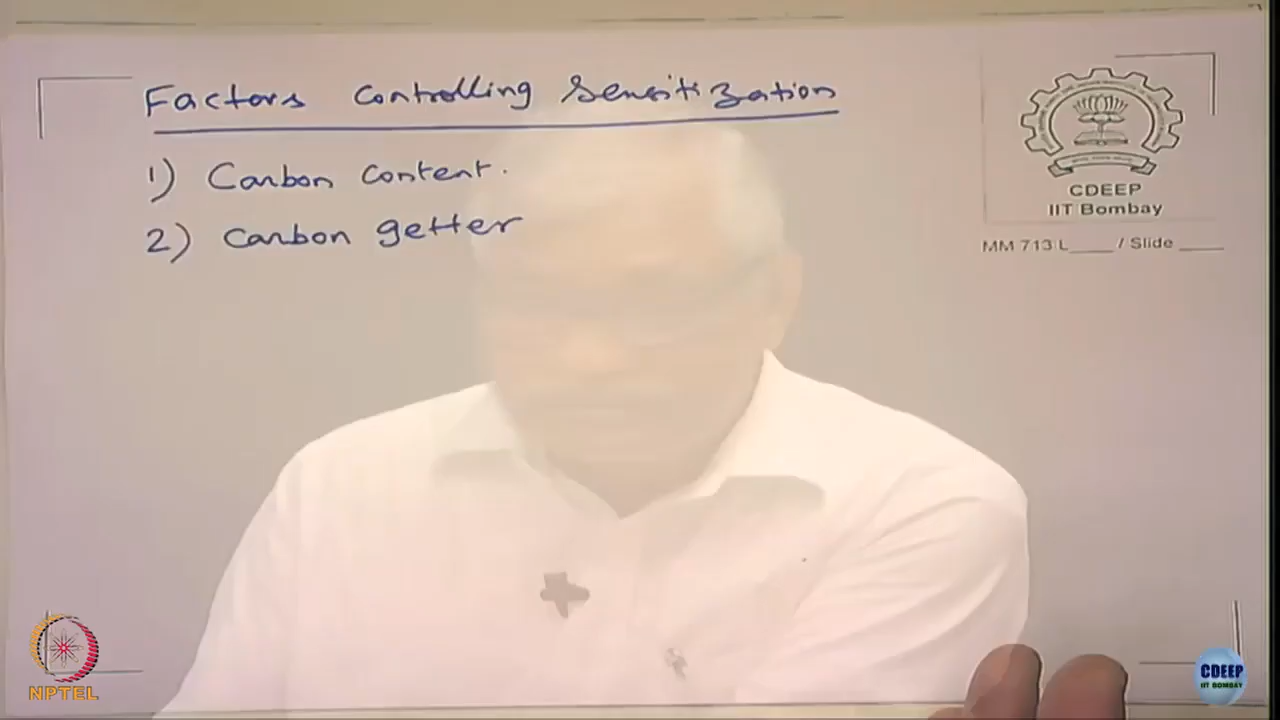 Factors Controlling Sensitization
1) Carbon Content.
2) Carbon getter
CDEEP
IIT Bombay
MM 713 L____ / Slide ____
NPTEL
CDEEP
IIT BOMBAY